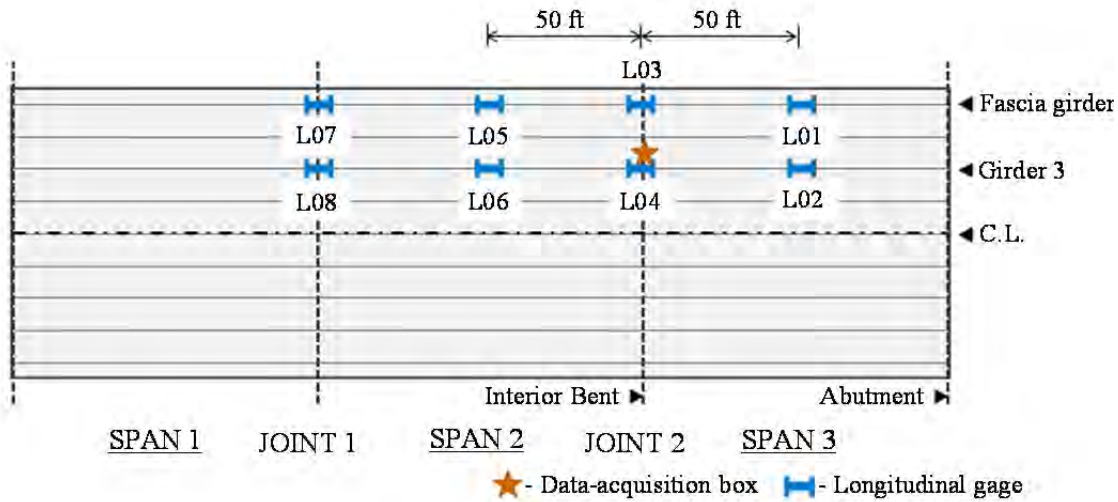 50 ft 50 ft
L03
Fascia girder
L07 L05 L01
Girder 3
L08 L06 L04 L02
C.L.
Interior Bent Abutment
SPAN 1 JOINT 1 SPAN 2 JOINT 2 SPAN 3
- Data-acquisition box - Longitudinal gage